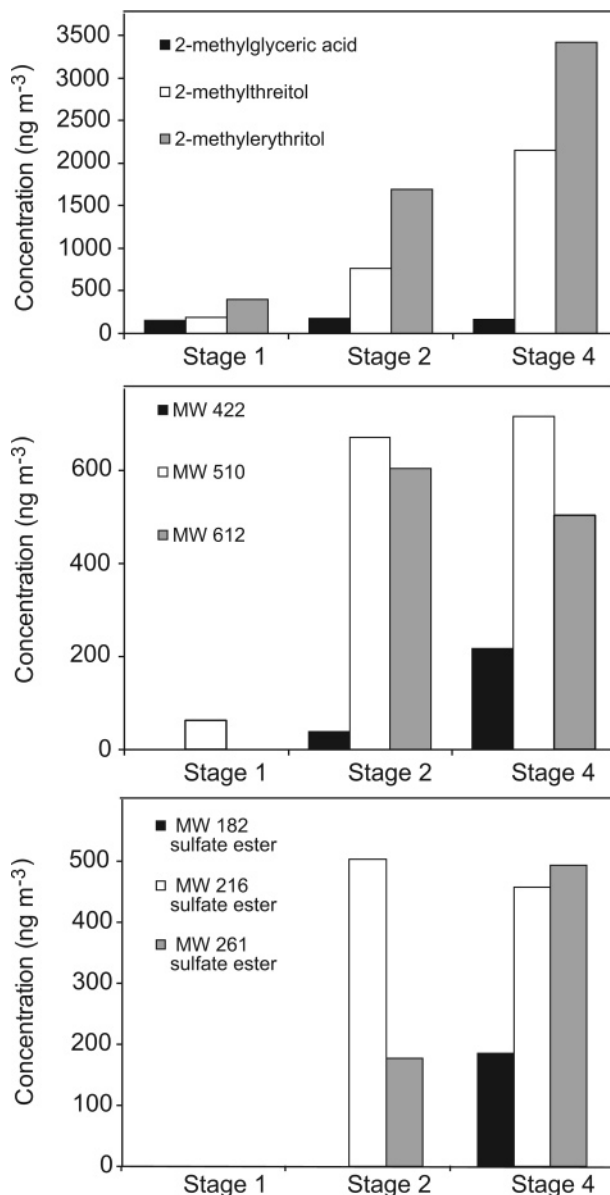 Concentration (ng m⁻³)
3500
3000
2500
2000
1500
1000
500
0
2-methylglyceric acid
2-methylthreitol
2-methylerythritol
Stage 1 Stage 2 Stage 4
Concentration (ng m⁻³)
600
400
200
0
MW 422
MW 510
MW 612
Stage 1 Stage 2 Stage 4
Concentration (ng m⁻³)
500
400
300
200
100
0
MW 182
sulfate ester
MW 216
sulfate ester
MW 261
sulfate ester
Stage 1 Stage 2 Stage 4